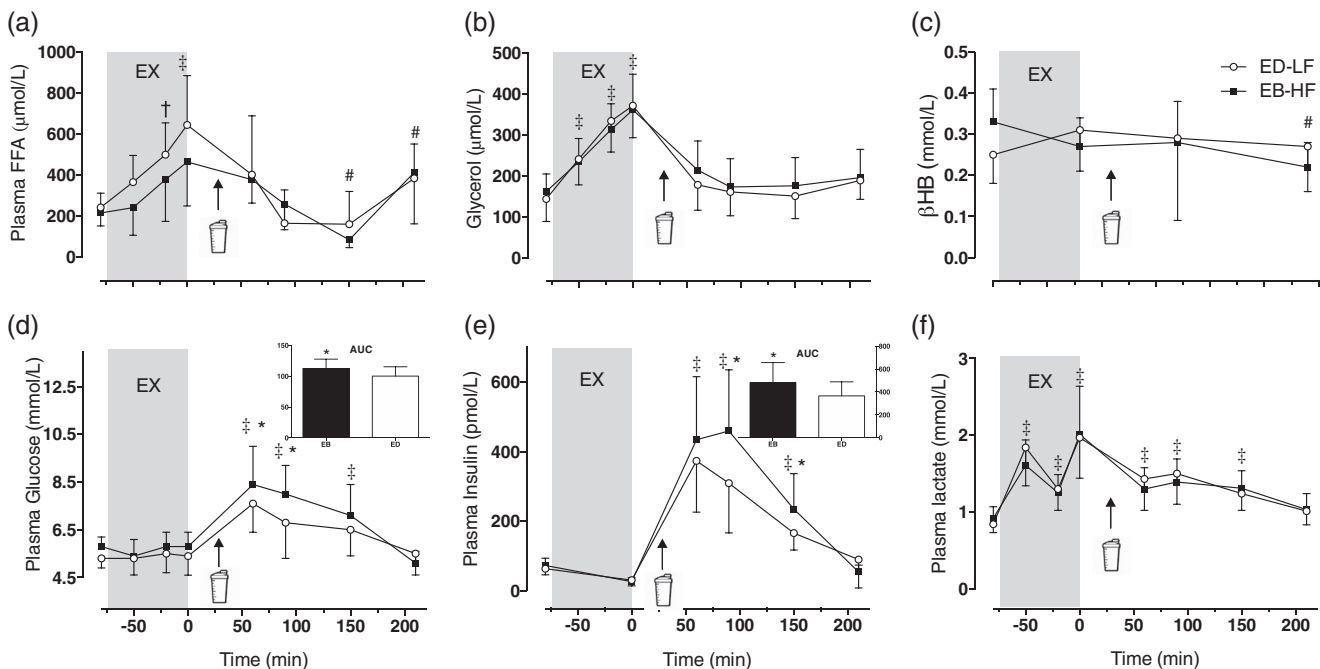 (a)
1000
800
600
400
200
0
Plasma FFA (μmol/L)
EX
†
‡
#
#
(b)
500
400
300
200
100
0
Glycerol (μmol/L)
EX
‡
‡
‡
(c)
0.5
0.4
0.3
0.2
0.1
0.0
βHB (mmol/L)
EX
ED-LF
EB-HF
#
(d)
12.5
10.5
8.5
6.5
4.5
Plasma Glucose (mmol/L)
EX
‡ *
‡ *
‡
AUC
*
150
100
50
0
EB
ED
-50 0 50 100 150 200
Time (min)
(e)
600
400
200
0
Plasma Insulin (pmol/L)
EX
‡
‡ *
‡ *
AUC
*
800
600
400
200
0
EB
ED
-50 0 50 100 150 200
Time (min)
(f)
3
2
1
0
Plasma lactate (mmol/L)
EX
‡
‡
‡
‡
‡
‡
-50 0 50 100 150 200
Time (min)